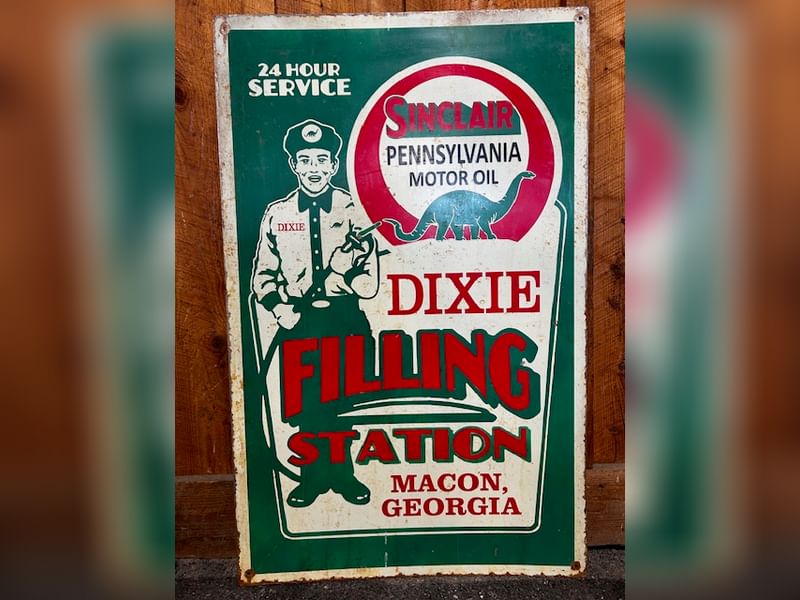 24 HOUR
SERVICE
SINCLAIR
PENNSYLVANIA
MOTOR OIL
DIXIE
DIXIE
FILLING
STATION
MACON,
GEORGIA